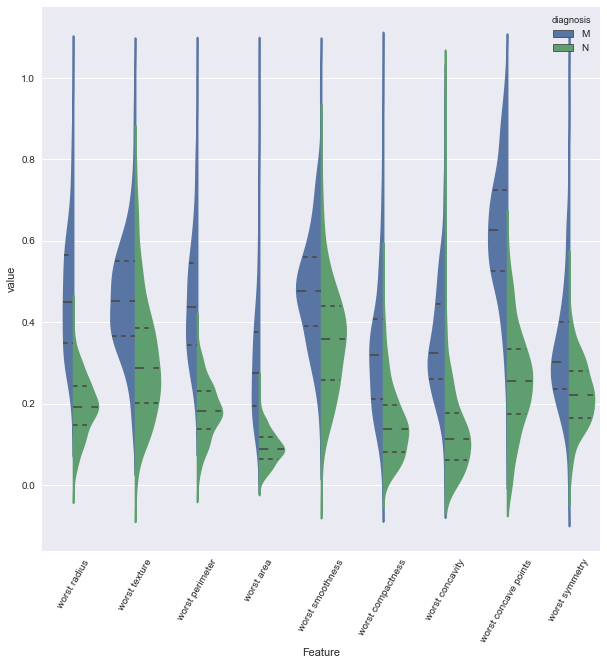 diagnosis
M
N
1.0
0.8
0.6
0.4
0.2
0.0
value
worst radius
worst texture
worst perimeter
worst area
worst smoothness
worst compactness
worst concavity
worst concave points
worst symmetry
Feature